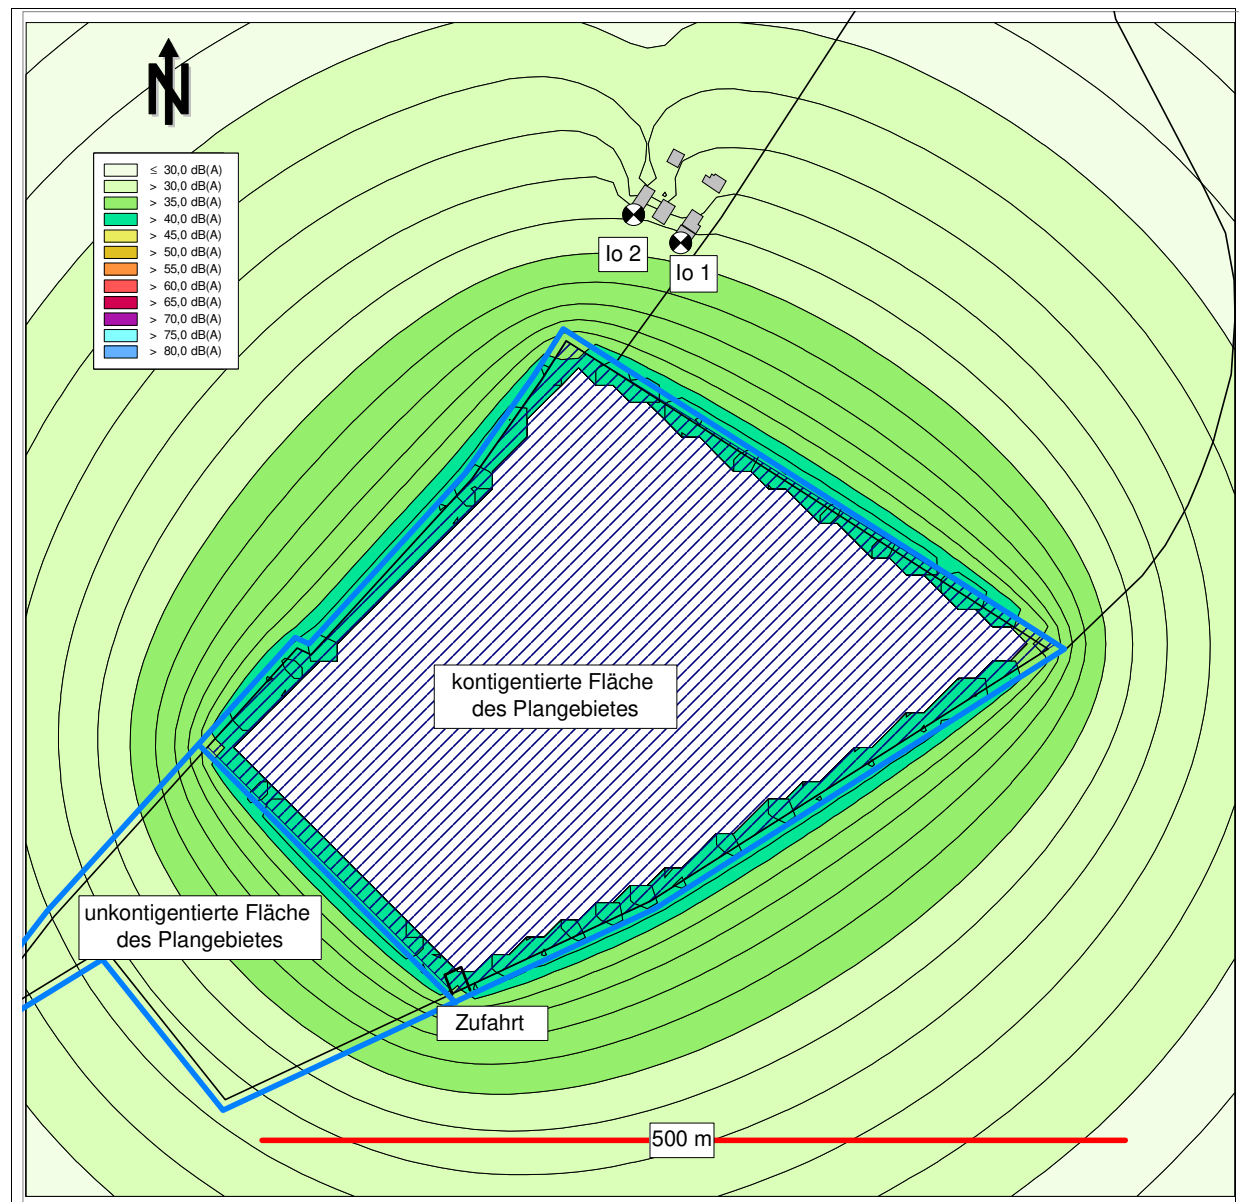 N
≤ 30,0 dB(A)
> 30,0 dB(A)
> 35,0 dB(A)
> 40,0 dB(A)
> 45,0 dB(A)
> 50,0 dB(A)
> 55,0 dB(A)
> 60,0 dB(A)
> 65,0 dB(A)
> 70,0 dB(A)
> 75,0 dB(A)
> 80,0 dB(A)
Io 2
Io 1
kontigentierte Fläche
des Plangebietes
unkontigentierte Fläche
des Plangebietes
Zufahrt
500 m